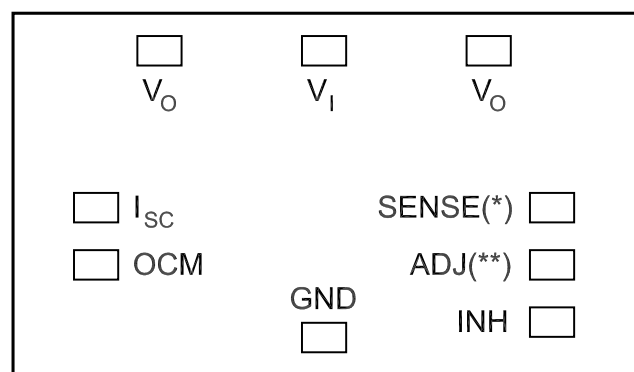 V_O V_I V_O
I_SC SENSE(*)
OCM ADJ(**)
GND
INH